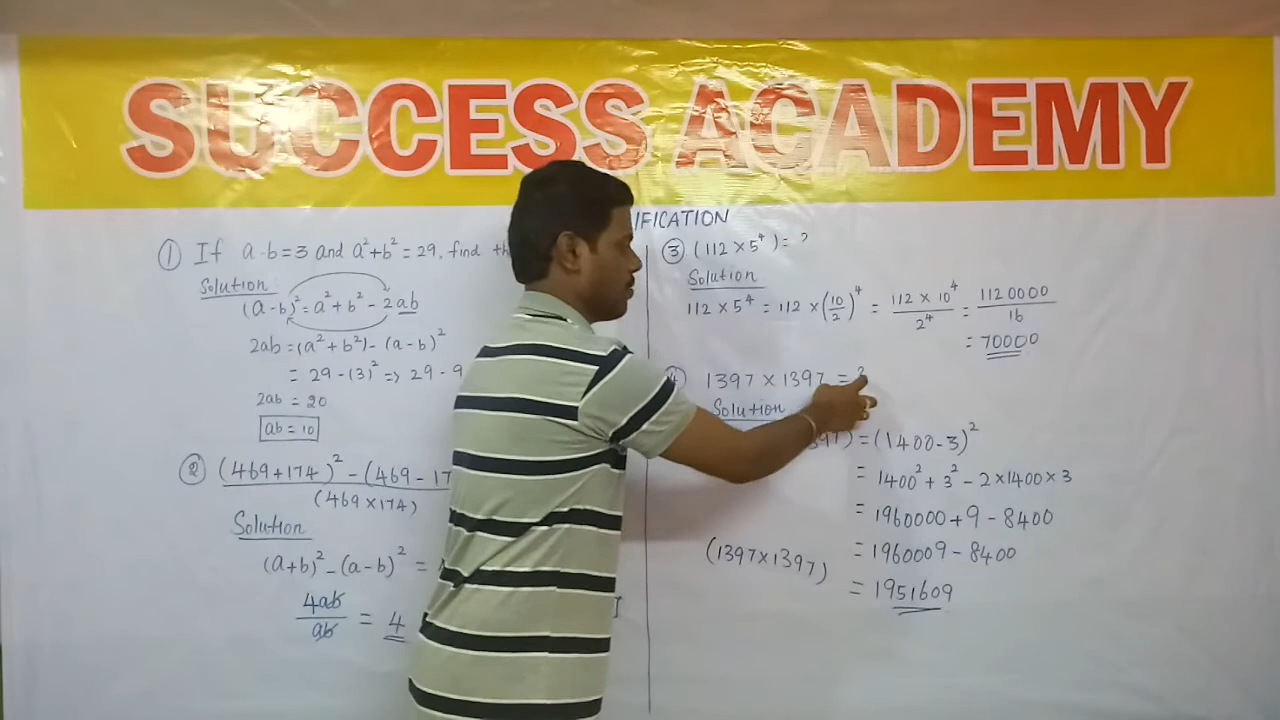 SUCCESS ACADEMY
IFICATION
① If a-b=3 and a²+b²=29, find th
Solution
(a-b)²=a²+b²-2ab
2ab=(a²+b²)-(a-b)²
= 29-(3)² => 29-9
2ab = 20
ab=10
② (469+174)²-(469-17
(469×174)
Solution
(a+b)²-(a-b)² =
4ab
ab
= 4
③ (112×5⁴)=?
Solution
112×5⁴ = 112×(10/2)⁴ = 112×10⁴/2⁴ = 1120000/16
= 70000
④ 1397×1397 = ?
Solution
397) = (1400-3)²
= 1400²+3²-2×1400×3
= 1960000+9-8400
(1397×1397) = 1960009-8400
= 1951609